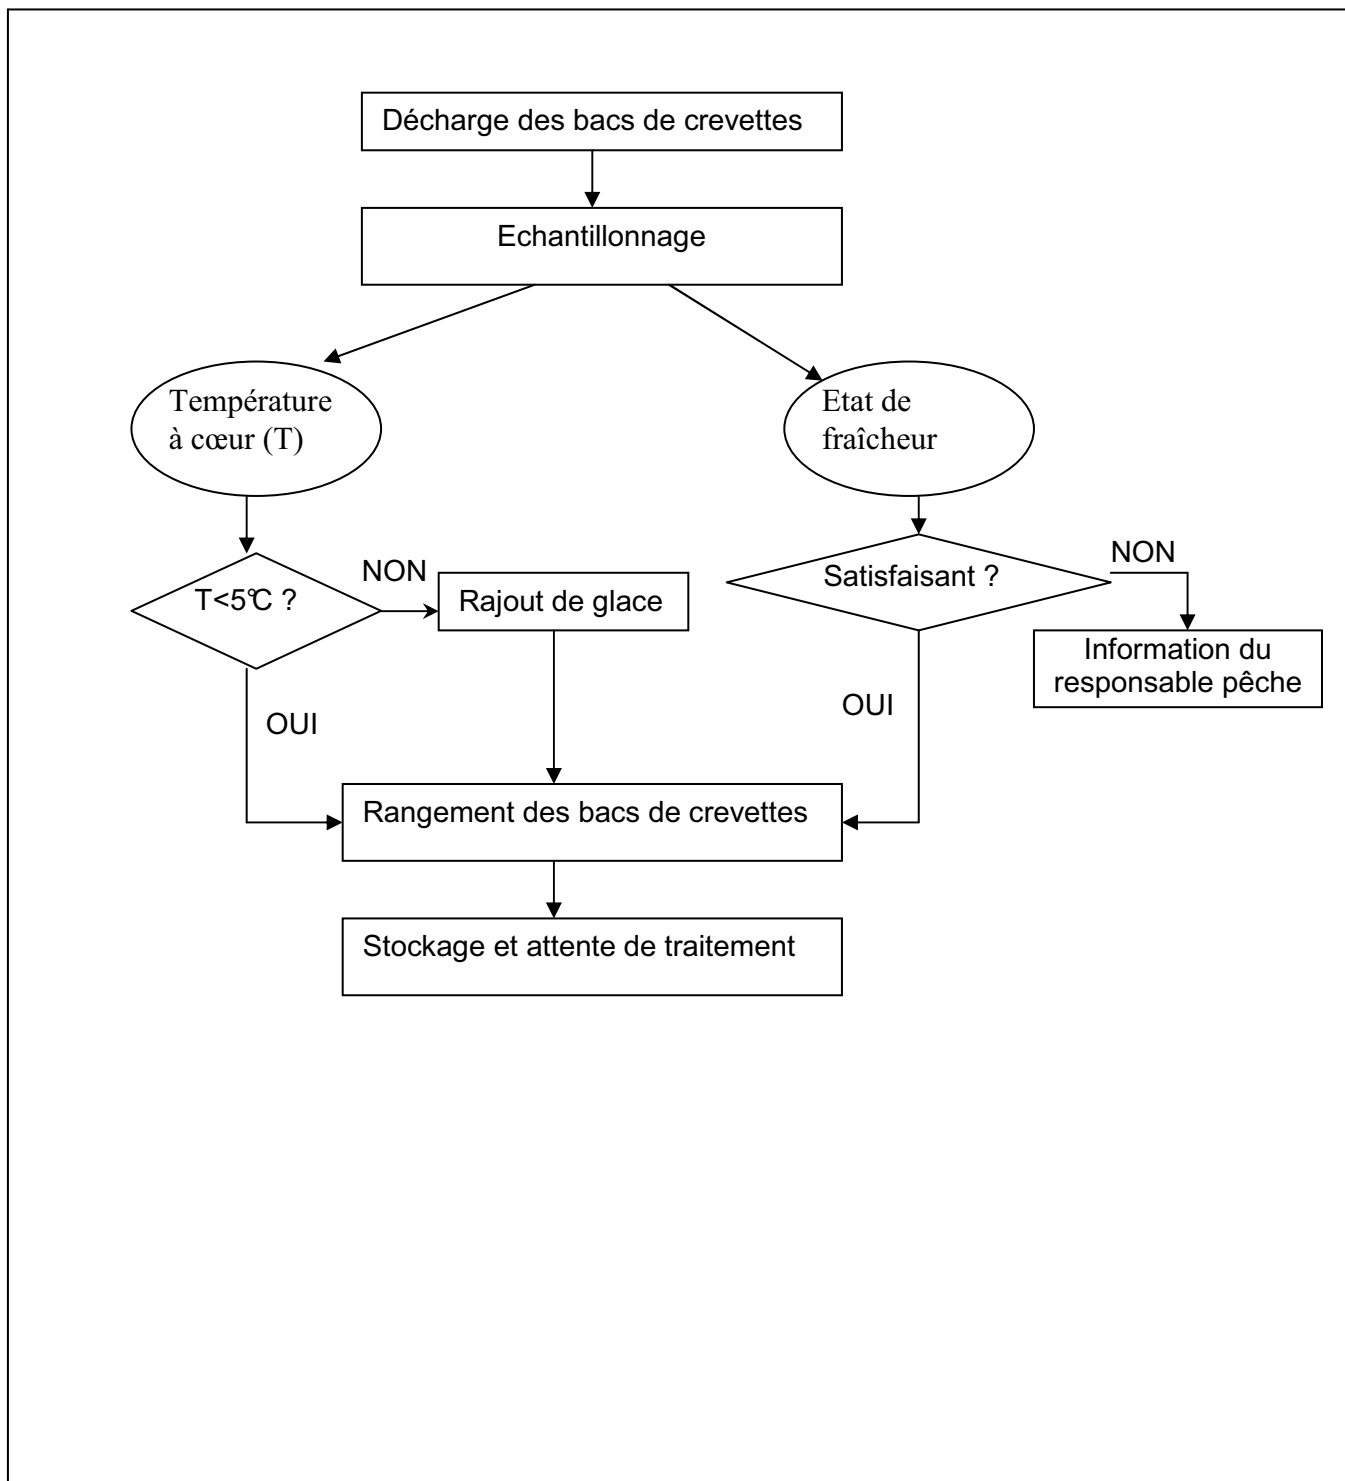 Décharge des bacs de crevettes
Echantillonnage
Température
à cœur (T)
Etat de
fraîcheur
T<5°C ?
NON
Rajout de glace
Satisfaisant ?
NON
Information du
responsable pêche
OUI
OUI
Rangement des bacs de crevettes
Stockage et attente de traitement